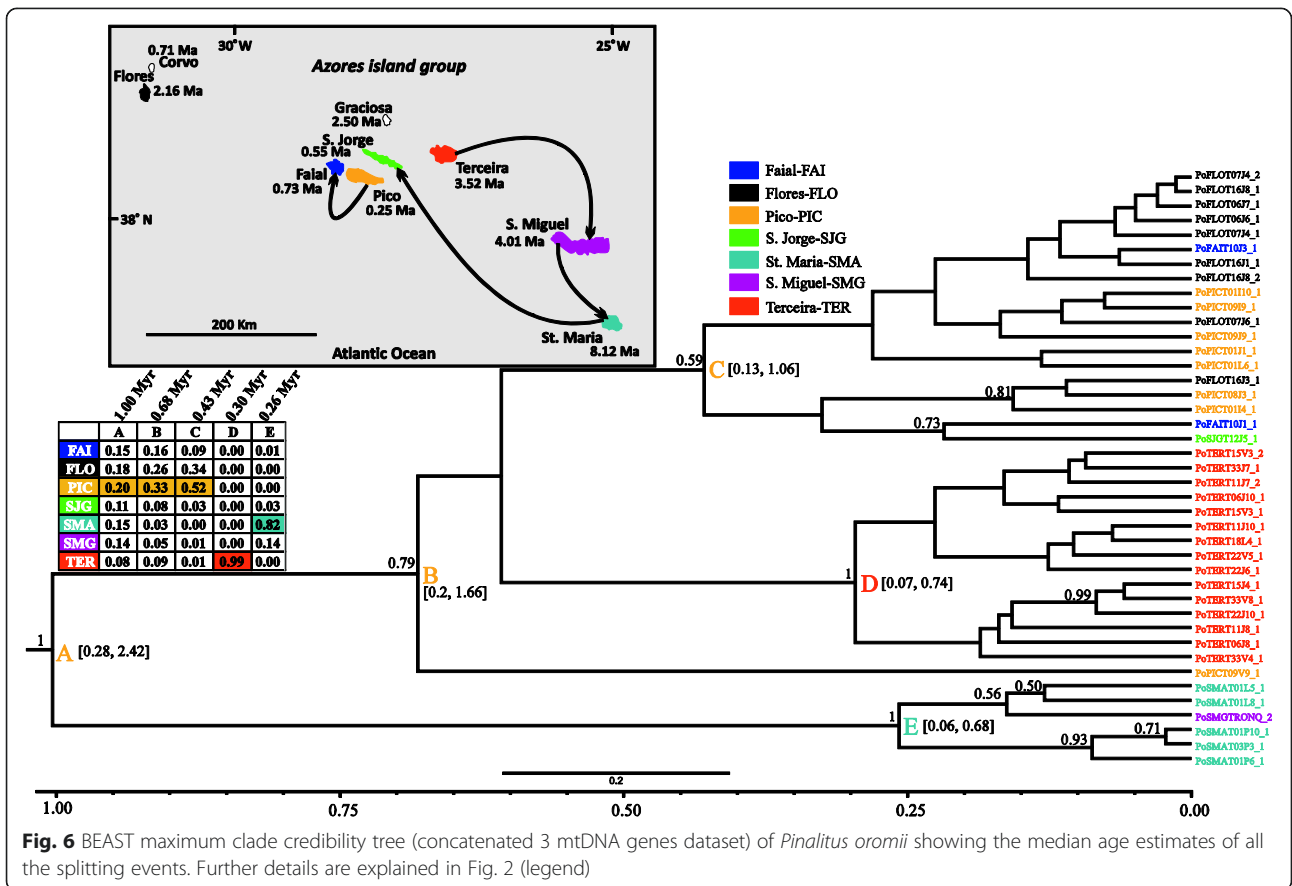 30°W
25°W
0.71 Ma
Corvo
Flores
2.16 Ma
Azores island group
Graciosa
2.50 Ma
S. Jorge
0.55 Ma
Faial
0.73 Ma
Pico
0.25 Ma
Terceira
3.52 Ma
38° N
S. Miguel
4.01 Ma
200 Km
St. Maria
8.12 Ma
Atlantic Ocean
Faial-FAI
Flores-FLO
Pico-PIC
S. Jorge-SJG
St. Maria-SMA
S. Miguel-SMG
Terceira-TER
1.00 Myr 0.68 Myr 0.43 Myr 0.30 Myr 0.26 Myr
A B C D E
FAI 0.15 0.16 0.09 0.00 0.01
FLO 0.18 0.26 0.34 0.00 0.00
PIC 0.20 0.33 0.52 0.00 0.00
SJG 0.11 0.08 0.03 0.00 0.03
SMA 0.15 0.03 0.00 0.00 0.82
SMG 0.14 0.05 0.01 0.00 0.14
TER 0.08 0.09 0.01 0.99 0.00
PoFLOT07J4_2
PoFLOT16J8_1
PoFLOT06J7_1
PoFLOT06J6_1
PoFLOT07J4_1
PoFAIT10J3_1
PoFLOT16J1_1
PoFLOT16J8_2
PoPICT01I10_1
PoPICT09I9_1
PoFLOT07J6_1
PoPICT09J9_1
PoPICT01J1_1
PoPICT01L6_1
PoFLOT16J3_1
PoPICT08J3_1
PoPICT01I4_1
PoFAIT10J1_1
PoSJGT12J5_1
PoTERT15V3_2
PoTERT33J7_1
PoTERT11J7_2
PoTERT06J10_1
PoTERT15V3_1
PoTERT11J10_1
PoTERT18L4_1
PoTERT22V5_1
PoTERT22J6_1
PoTERT15J4_1
PoTERT33V8_1
PoTERT22J10_1
PoTERT11J8_1
PoTERT06J8_1
PoTERT33V4_1
PoPICT09V9_1
PoSMAT01L5_1
PoSMAT01L8_1
PoSMGTRONQ_2
PoSMAT01P10_1
PoSMAT03P3_1
PoSMAT01P6_1
0.59
C [0.13, 1.06]
0.81
0.73
0.79
B
[0.2, 1.66]
1
D [0.07, 0.74]
0.99
1
A [0.28, 2.42]
0.56
0.50
1
E [0.06, 0.68]
0.93
0.71
0.2
1.00 0.75 0.50 0.25 0.00
Fig. 6 BEAST maximum clade credibility tree (concatenated 3 mtDNA genes dataset) of Pinalitus oromii showing the median age estimates of all
the splitting events. Further details are explained in Fig. 2 (legend)